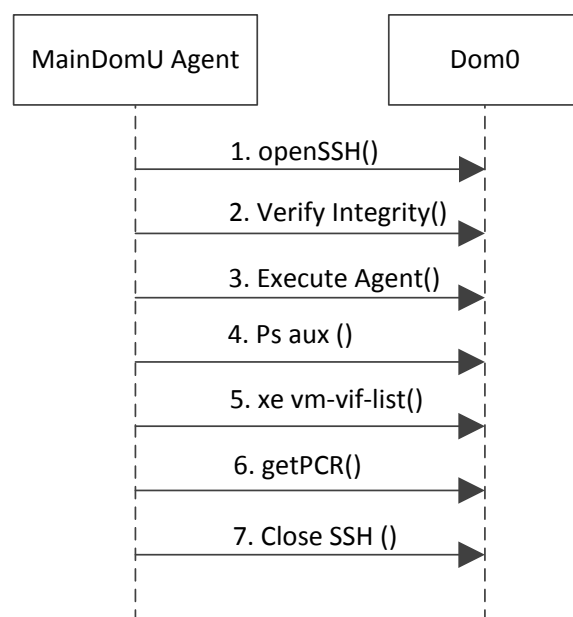 MainDomU Agent
Dom0
1. openSSH()
2. Verify Integrity()
3. Execute Agent()
4. Ps aux ()
5. xe vm-vif-list()
6. getPCR()
7. Close SSH ()